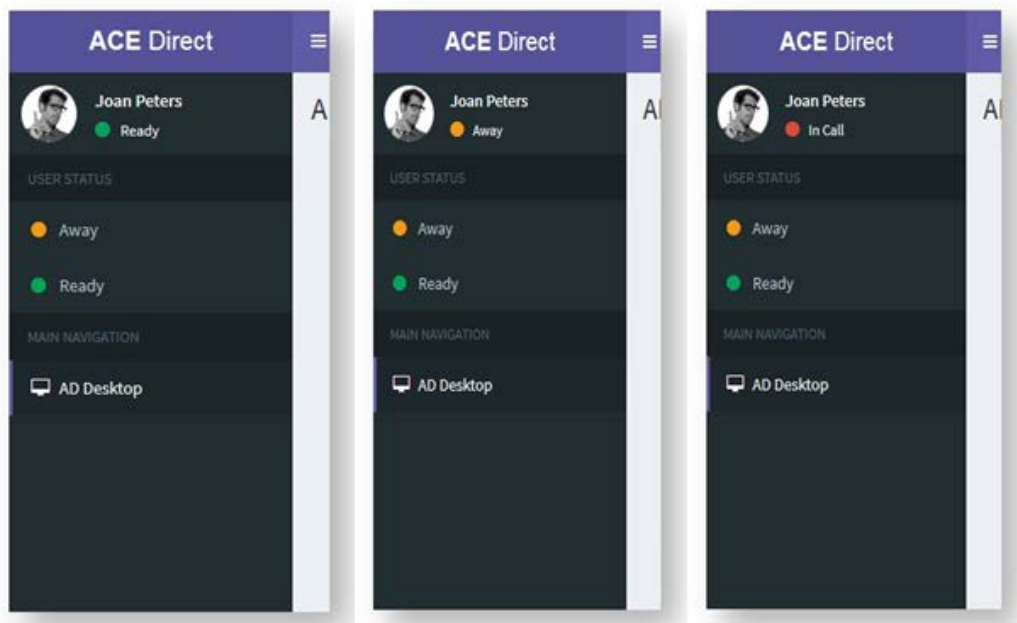 ACE Direct
Joan Peters
Ready
A
USER STATUS
Away
Ready
MAIN NAVIGATION
AD Desktop
ACE Direct
Joan Peters
Away
A
USER STATUS
Away
Ready
MAIN NAVIGATION
AD Desktop
ACE Direct
Joan Peters
In Call
A
USER STATUS
Away
Ready
MAIN NAVIGATION
AD Desktop